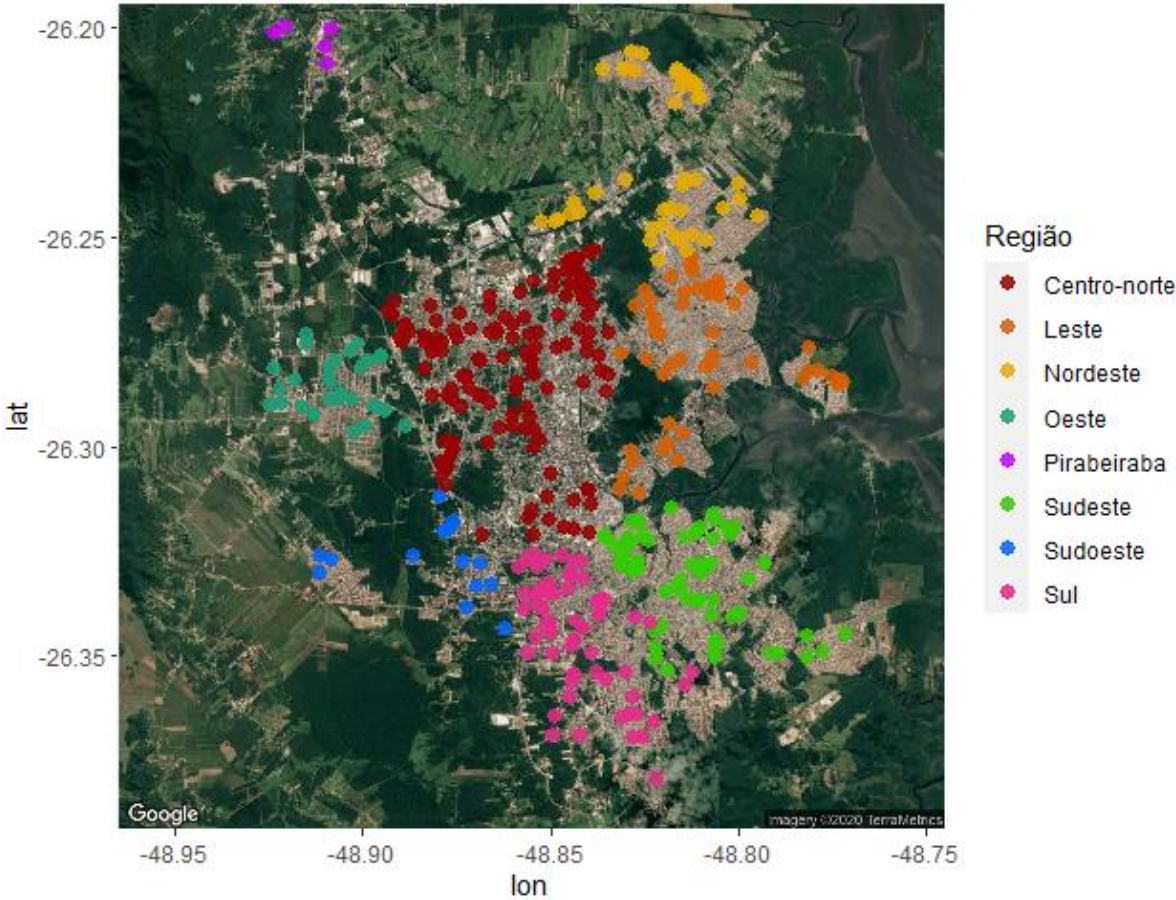 -26.20
-26.25
-26.30
-26.35
lat
-48.95
-48.90
-48.85
-48.80
-48.75
lon
Google
Imagery ©2020 TerraMetrics
Região
Centro-norte
Leste
Nordeste
Oeste
Pirabeiraba
Sudeste
Sudoeste
Sul